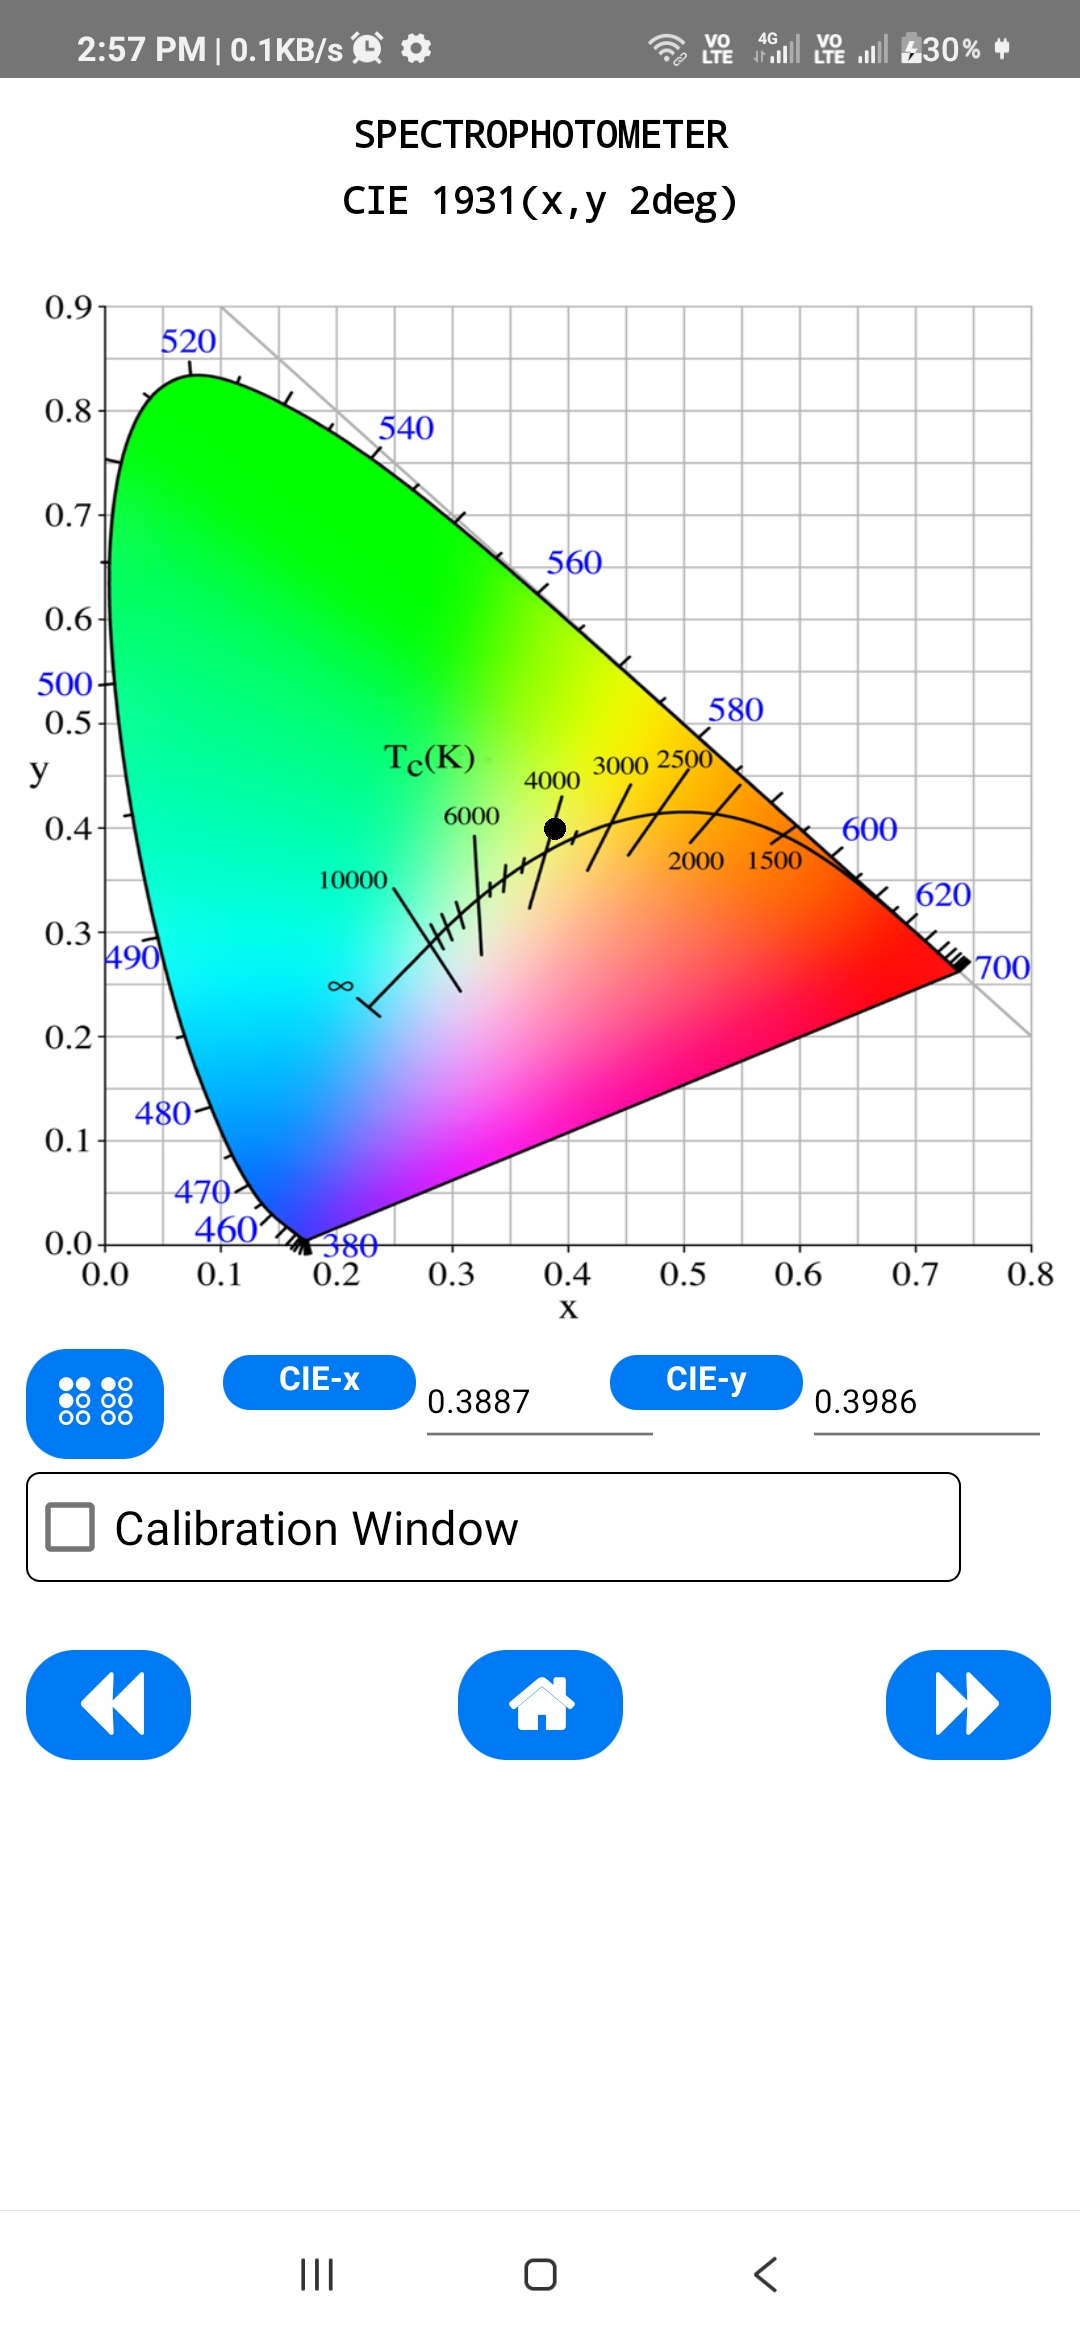 2:57 PM | 0.1KB/s
VO LTE 4G VO LTE 30%
SPECTROPHOTOMETER
CIE 1931(x,y 2deg)
0.9
520
0.8
540
0.7
560
0.6
500
580
0.5
y
Tc(K)
4000 3000 2500
6000
0.4
600
10000
2000 1500
620
0.3
490
700
∞
0.2
480
0.1
470
460
0.0
380
0.0 0.1 0.2 0.3 0.4 0.5 0.6 0.7 0.8
x
CIE-x 0.3887 CIE-y 0.3986
Calibration Window